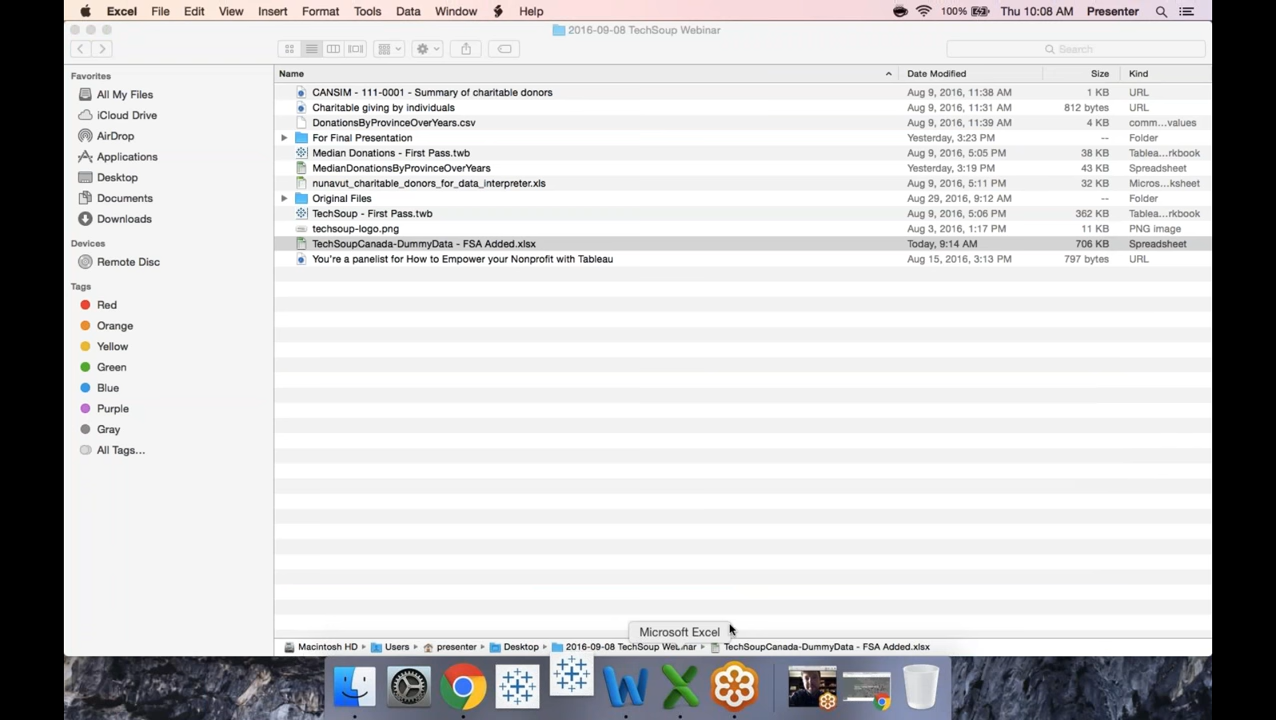 Excel File Edit View Insert Format Tools Data Window Help 100% Thu 10:08 AM Presenter
2016-09-08 TechSoup Webinar
Search
Favorites
All My Files
iCloud Drive
AirDrop
Applications
Desktop
Documents
Downloads
Devices
Remote Disc
Tags
Red
Orange
Yellow
Green
Blue
Purple
Gray
All Tags...
Name Date Modified Size Kind
CANSIM - 111-0001 - Summary of charitable donors Aug 9, 2016, 11:38 AM 1 KB URL
Charitable giving by individuals Aug 9, 2016, 11:31 AM 812 bytes URL
DonationsByProvinceOverYears.csv Aug 9, 2016, 11:39 AM 4 KB comm...values
For Final Presentation Yesterday, 3:23 PM -- Folder
Median Donations - First Pass.twb Aug 9, 2016, 5:05 PM 38 KB Tablea...rkbook
MedianDonationsByProvinceOverYears Yesterday, 3:19 PM 43 KB Spreadsheet
nunavut_charitable_donors_for_data_interpreter.xls Aug 9, 2016, 5:11 PM 32 KB Micros...ksheet
Original Files Aug 29, 2016, 9:12 AM -- Folder
TechSoup - First Pass.twb Aug 9, 2016, 5:06 PM 362 KB Tablea...rkbook
techsoup-logo.png Aug 3, 2016, 1:17 PM 11 KB PNG image
TechSoupCanada-DummyData - FSA Added.xlsx Today, 9:14 AM 706 KB Spreadsheet
You're a panelist for How to Empower your Nonprofit with Tableau Aug 15, 2016, 3:13 PM 797 bytes URL
Microsoft Excel
Macintosh HD Users presenter Desktop 2016-09-08 TechSoup Webinar TechSoupCanada-DummyData - FSA Added.xlsx